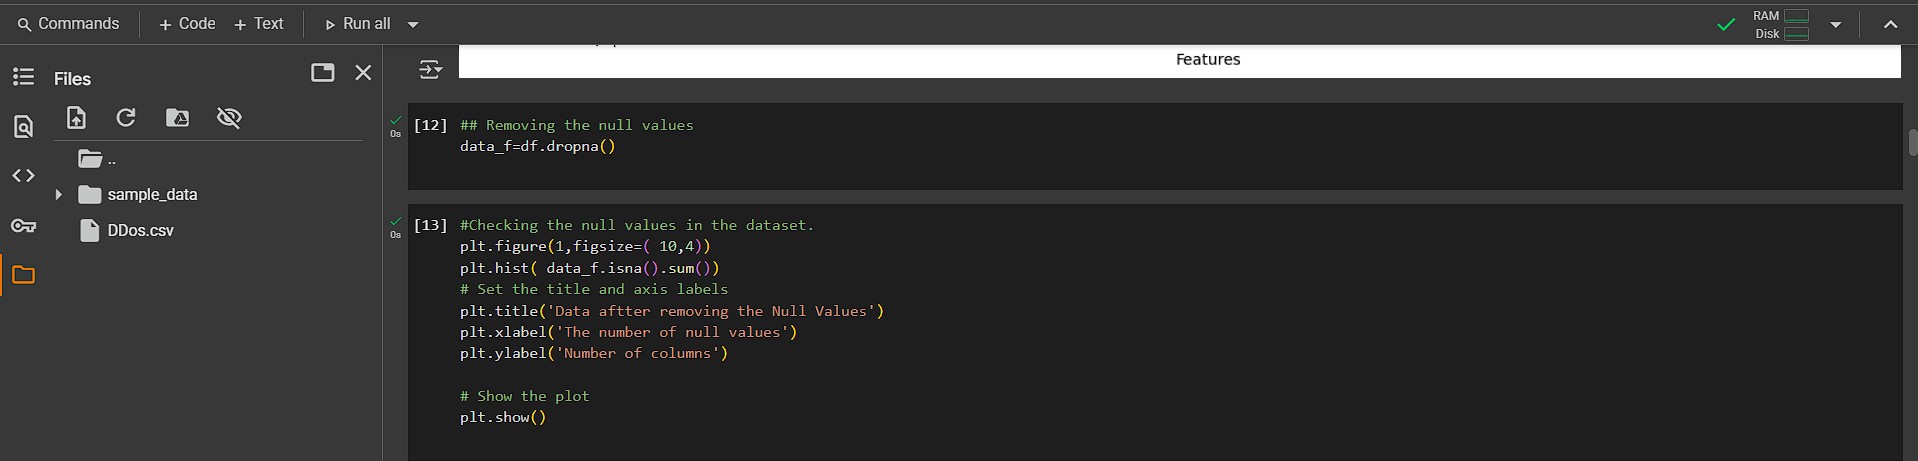 Commands + Code + Text Run all
RAM
Disk
Files
Features
..
sample_data
DDos.csv
0s
[12] ## Removing the null values
data_f=df.dropna()
0s
[13] #Checking the null values in the dataset.
plt.figure(1,figsize=( 10,4))
plt.hist( data_f.isna().sum())
# Set the title and axis labels
plt.title('Data aftter removing the Null Values')
plt.xlabel('The number of null values')
plt.ylabel('Number of columns')
# Show the plot
plt.show()